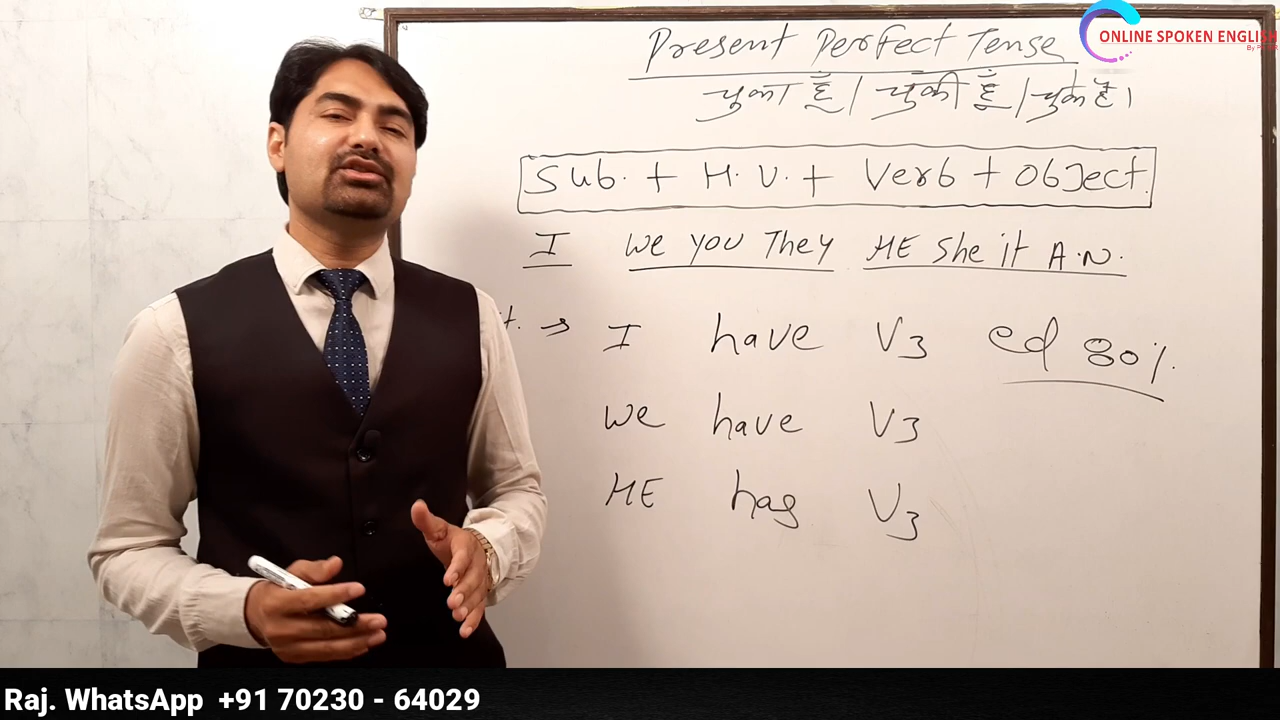 ONLINE SPOKEN ENGLISH
Present Perfect Tense
चुका हूँ / चुकी हूँ / चुके हैं।
Sub. + H.V. + Verb + Object.
I We you They HE She it A.N.
I have V3 ed 80%.
We have V3
HE has V3
Raj. WhatsApp +91 70230 - 64029